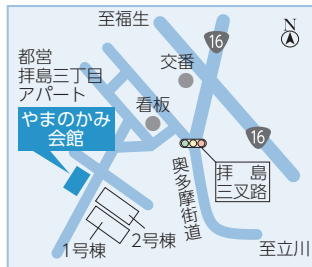 至福生
N
16
都営
拝島三丁目
アパート
交番
看板
やまのかみ
会館
16
拝島
三叉路
奥多摩街道
2号棟
1号棟
至立川